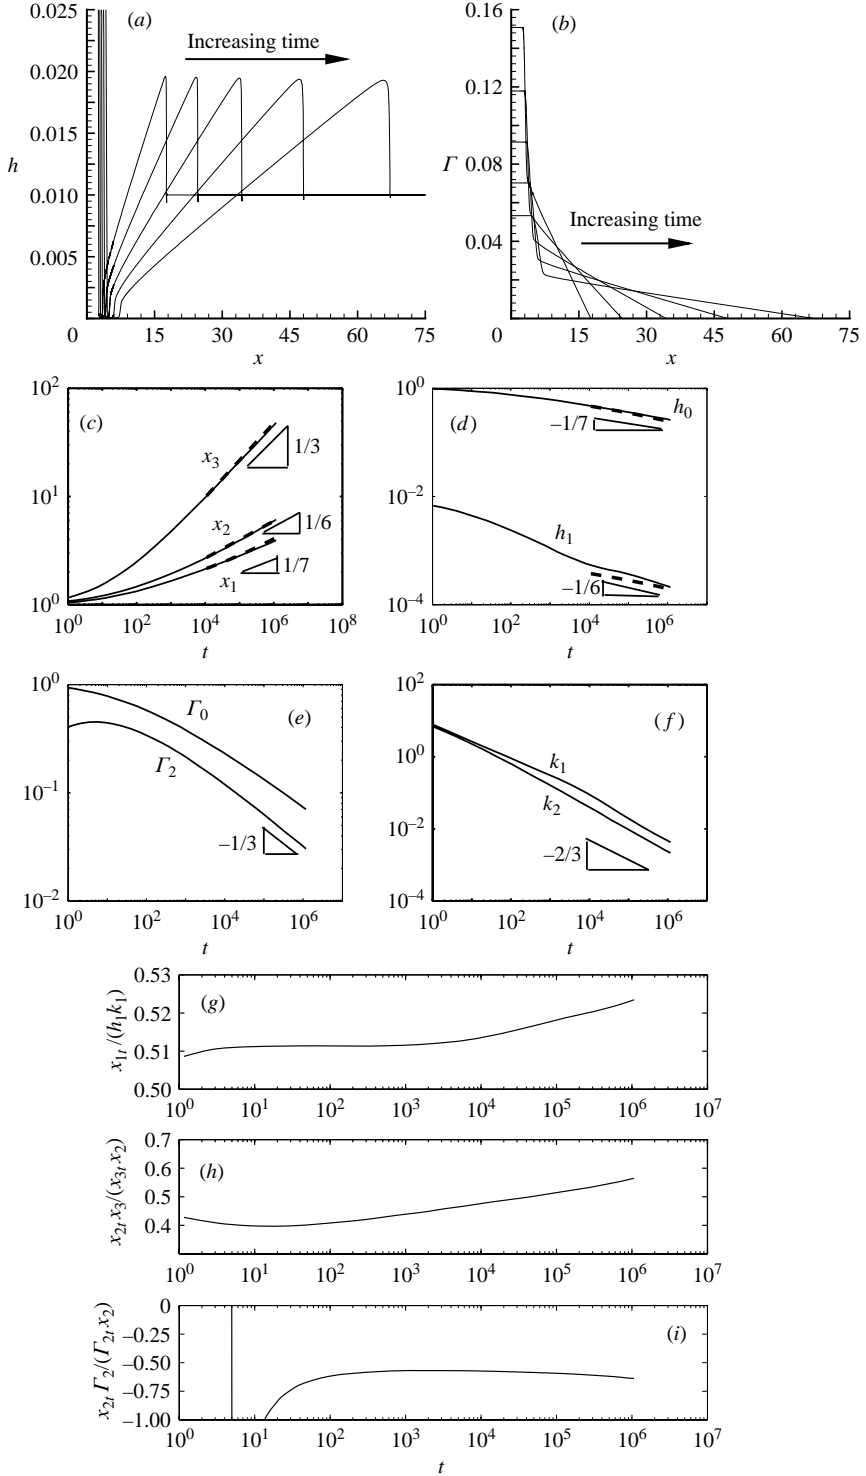 (a)
Increasing time
h
0.025
0.020
0.015
0.010
0.005
0 15 30 45 60 75
x
(b)
Increasing time
Γ
0.16
0.12
0.08
0.04
0 15 30 45 60 75
x
(c)
10^2
10^1
10^0
x_3
1/3
x_2
1/6
x_1
1/7
10^0 10^2 10^4 10^6 10^8
t
(d)
10^0
10^−2
10^−4
h_0
−1/7
h_1
−1/6
10^0 10^2 10^4 10^6
t
(e)
10^0
10^−1
10^−2
Γ_0
Γ_2
−1/3
10^0 10^2 10^4 10^6
t
(f)
10^2
10^0
10^−2
10^−4
k_1
k_2
−2/3
10^0 10^2 10^4 10^6
t
(g)
x_{1t}/(h_1k_1)
0.53
0.52
0.51
0.50
10^0 10^1 10^2 10^3 10^4 10^5 10^6 10^7
(h)
x_{2t}x_3/(x_{3t}x_2)
0.7
0.6
0.5
0.4
10^0 10^1 10^2 10^3 10^4 10^5 10^6 10^7
(i)
x_{2t}Γ_2/(Γ_{2t}x_2)
0
−0.25
−0.50
−0.75
−1.00
10^0 10^1 10^2 10^3 10^4 10^5 10^6 10^7
t